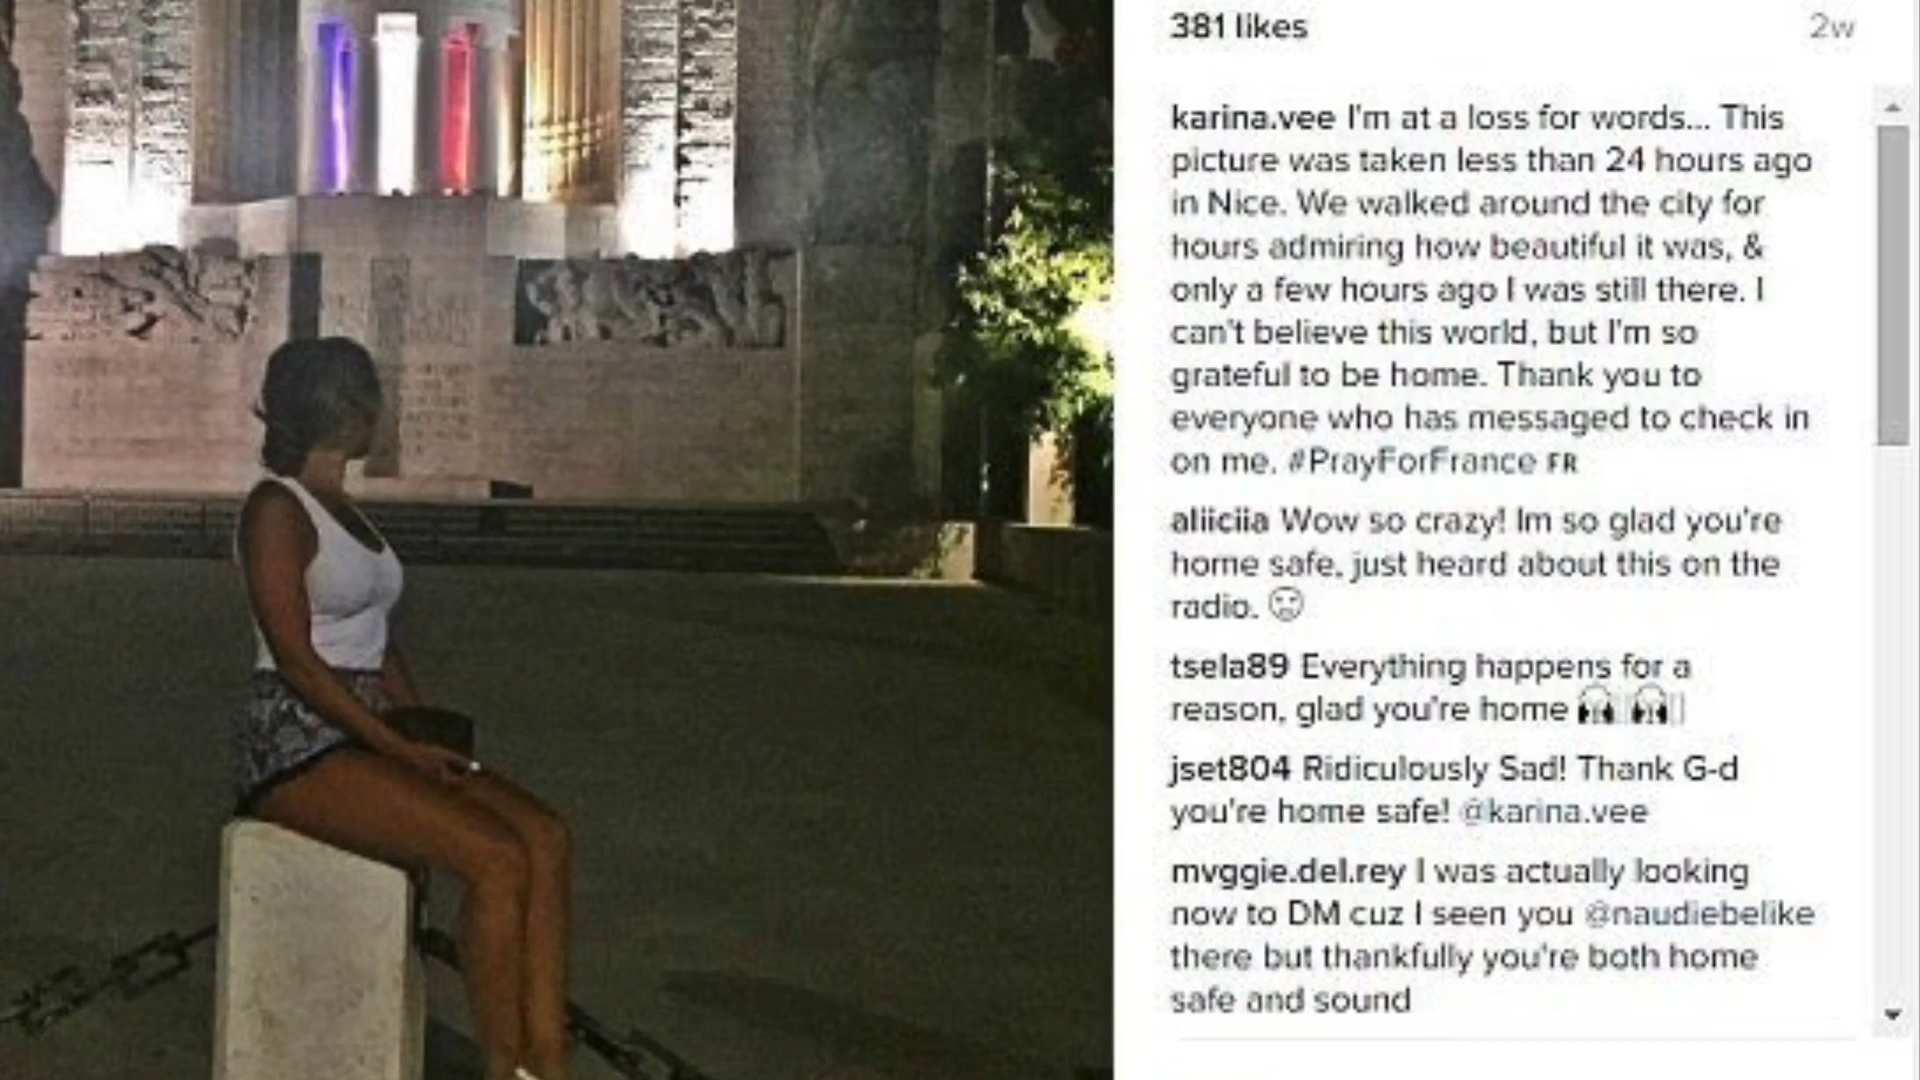 381 likes
2w
karina.vee I'm at a loss for words... This
picture was taken less than 24 hours ago
in Nice. We walked around the city for
hours admiring how beautiful it was, &
only a few hours ago I was still there. I
can't believe this world, but I'm so
grateful to be home. Thank you to
everyone who has messaged to check in
on me. #PrayForFrance FR
aliiciia Wow so crazy! Im so glad you're
home safe, just heard about this on the
radio. ☹
tsela89 Everything happens for a
reason, glad you're home
jset804 Ridiculously Sad! Thank G-d
you're home safe! @karina.vee
mvggie.del.rey I was actually looking
now to DM cuz I seen you @naudiebelike
there but thankfully you're both home
safe and sound